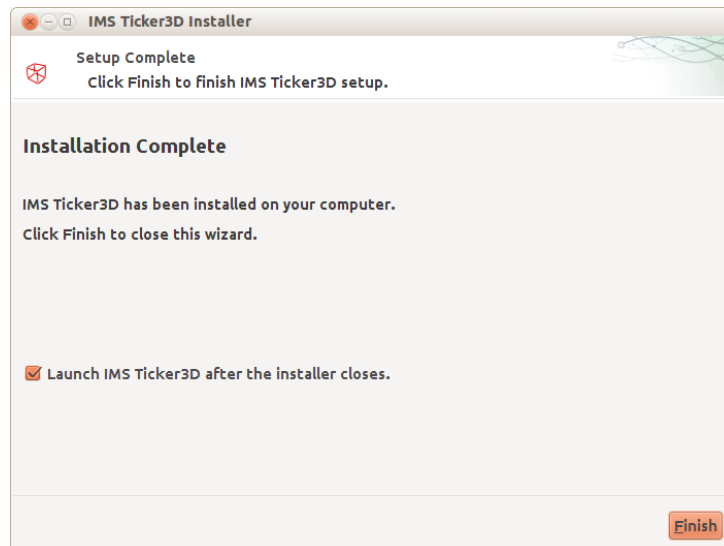 IMS Ticker3D Installer
Setup Complete
Click Finish to finish IMS Ticker3D setup.
Installation Complete
IMS Ticker3D has been installed on your computer.
Click Finish to close this wizard.
Launch IMS Ticker3D after the installer closes.
Finish